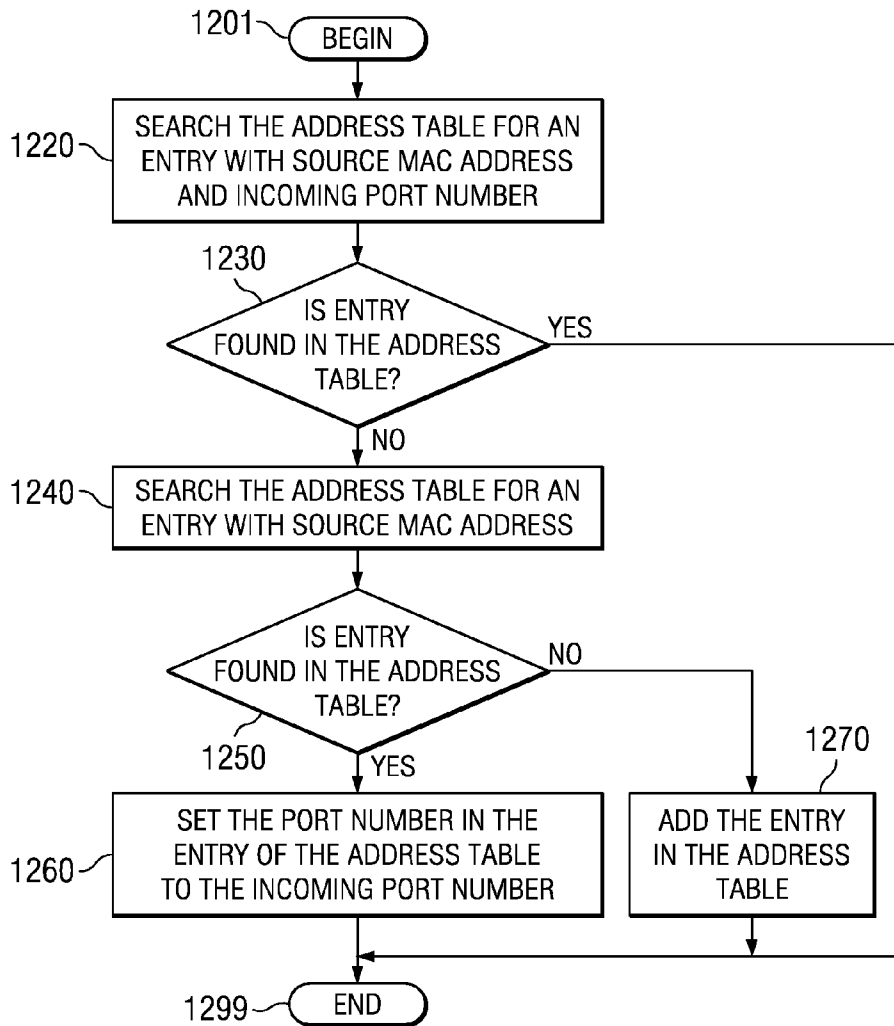 1201
BEGIN
1220
SEARCH THE ADDRESS TABLE FOR AN
ENTRY WITH SOURCE MAC ADDRESS
AND INCOMING PORT NUMBER
1230
IS ENTRY
FOUND IN THE ADDRESS
TABLE?
YES
NO
1240
SEARCH THE ADDRESS TABLE FOR AN
ENTRY WITH SOURCE MAC ADDRESS
IS ENTRY
FOUND IN THE ADDRESS
TABLE?
NO
1250
YES
1270
1260
SET THE PORT NUMBER IN THE
ENTRY OF THE ADDRESS TABLE
TO THE INCOMING PORT NUMBER
ADD THE ENTRY
IN THE ADDRESS
TABLE
1299
END